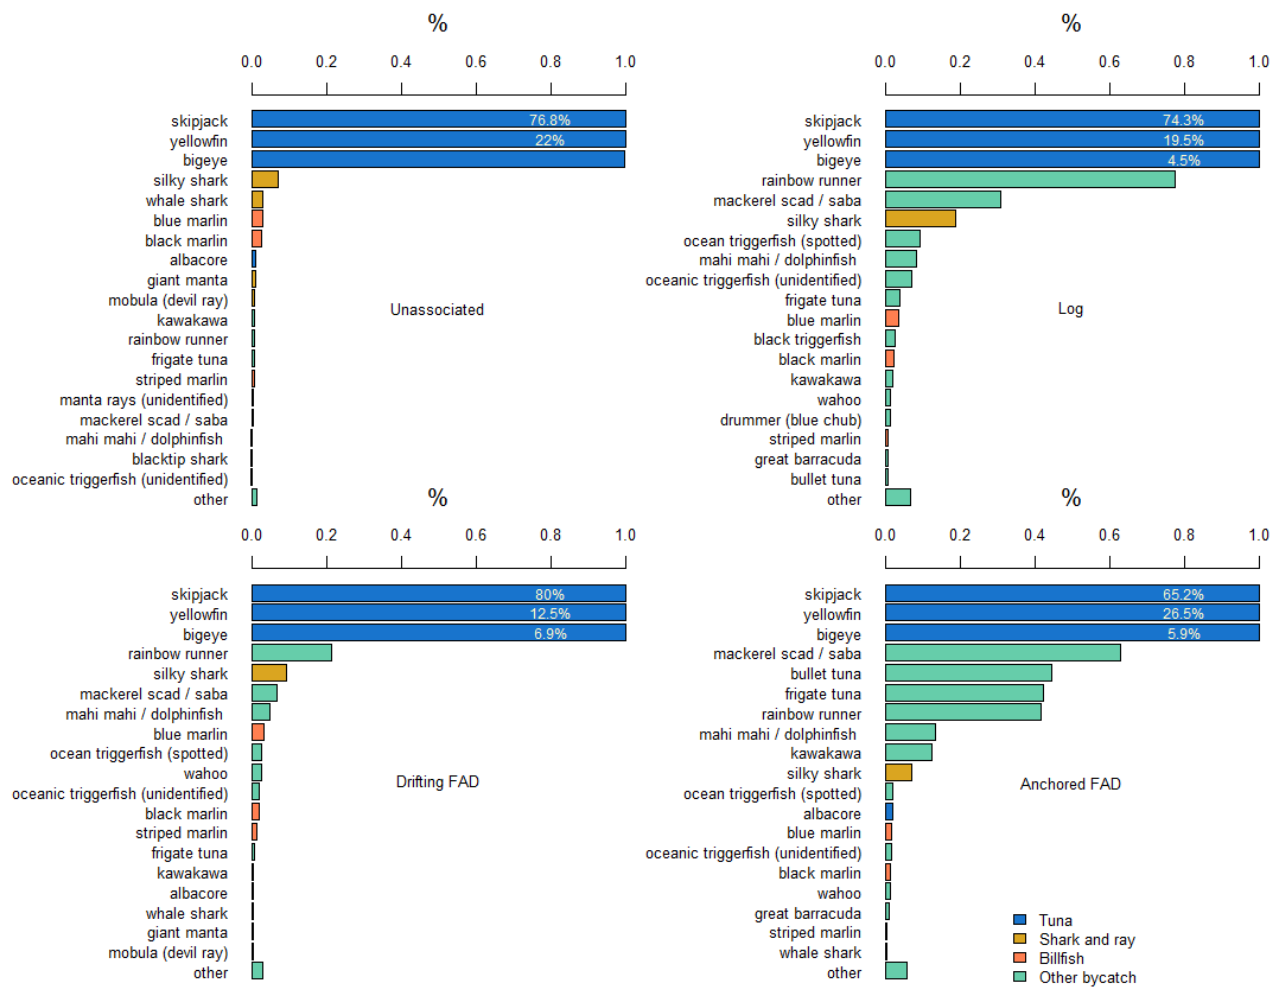 %
0.0 0.2 0.4 0.6 0.8 1.0
skipjack 76.8%
yellowfin 22%
bigeye
silky shark
whale shark
blue marlin
black marlin
albacore
giant manta
mobula (devil ray)
kawakawa
rainbow runner
frigate tuna
striped marlin
manta rays (unidentified)
mackerel scad / saba
mahi mahi / dolphinfish
blacktip shark
oceanic triggerfish (unidentified)
other
Unassociated
%
0.0 0.2 0.4 0.6 0.8 1.0
skipjack 74.3%
yellowfin 19.5%
bigeye 4.5%
rainbow runner
mackerel scad / saba
silky shark
ocean triggerfish (spotted)
mahi mahi / dolphinfish
oceanic triggerfish (unidentified)
frigate tuna
blue marlin
black triggerfish
black marlin
kawakawa
wahoo
drummer (blue chub)
striped marlin
great barracuda
bullet tuna
other
Log
%
0.0 0.2 0.4 0.6 0.8 1.0
skipjack 80%
yellowfin 12.5%
bigeye 6.9%
rainbow runner
silky shark
mackerel scad / saba
mahi mahi / dolphinfish
blue marlin
ocean triggerfish (spotted)
wahoo
oceanic triggerfish (unidentified)
black marlin
striped marlin
frigate tuna
kawakawa
albacore
whale shark
giant manta
mobula (devil ray)
other
Drifting FAD
%
0.0 0.2 0.4 0.6 0.8 1.0
skipjack 65.2%
yellowfin 26.5%
bigeye 5.9%
mackerel scad / saba
bullet tuna
frigate tuna
rainbow runner
mahi mahi / dolphinfish
kawakawa
silky shark
ocean triggerfish (spotted)
albacore
blue marlin
oceanic triggerfish (unidentified)
black marlin
wahoo
great barracuda
striped marlin
whale shark
other
Anchored FAD
Tuna
Shark and ray
Billfish
Other bycatch